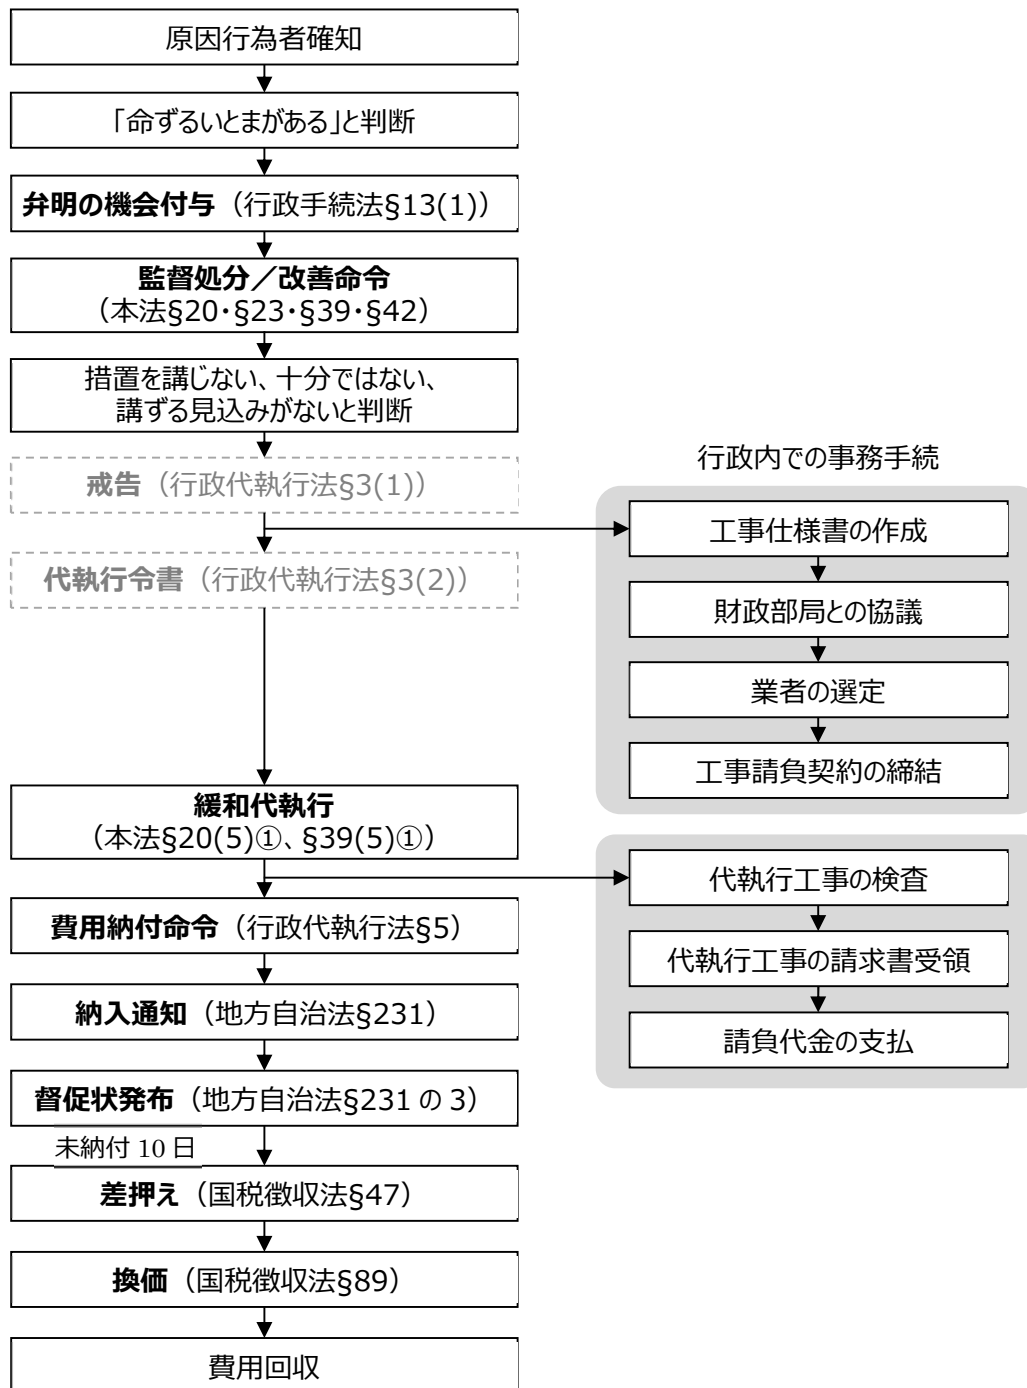 原因行為者確知
「命ずるいとまがある」と判断
弁明の機会付与（行政手続法§13(1)）
監督処分／改善命令
（本法§20・§23・§39・§42）
措置を講じない、十分ではない、
講ずる見込みがないと判断
戒告（行政代執行法§3(1)）
代執行令書（行政代執行法§3(2)）
緩和代執行
（本法§20(5)①、§39(5)①）
費用納付命令（行政代執行法§5）
納入通知（地方自治法§231）
督促状発布（地方自治法§231 の 3）
未納付 10 日
差押え（国税徴収法§47）
換価（国税徴収法§89）
費用回収
行政内での事務手続
工事仕様書の作成
財政部局との協議
業者の選定
工事請負契約の締結
代執行工事の検査
代執行工事の請求書受領
請負代金の支払